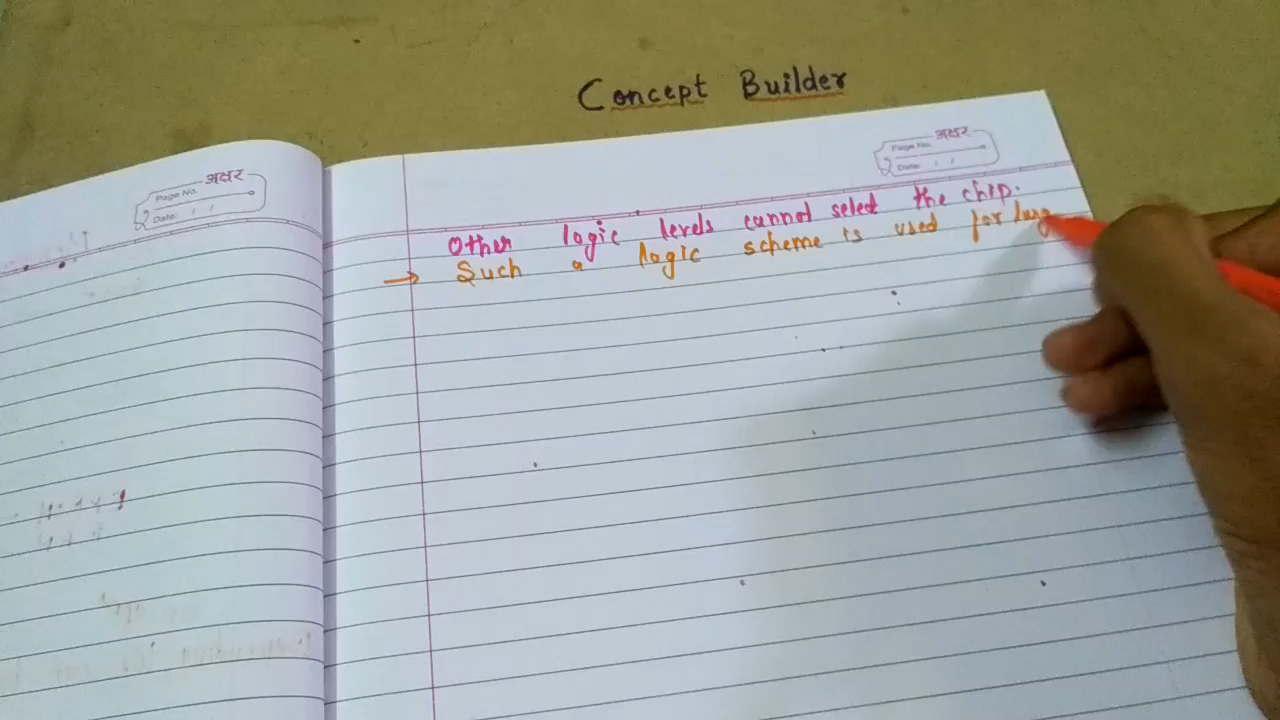 Concept Builder
अक्षर
Page No.
Date: / /
अक्षर
Page No.
Date: / /
Other logic levels cannot select the chip.
→ Such a logic scheme is used for larg